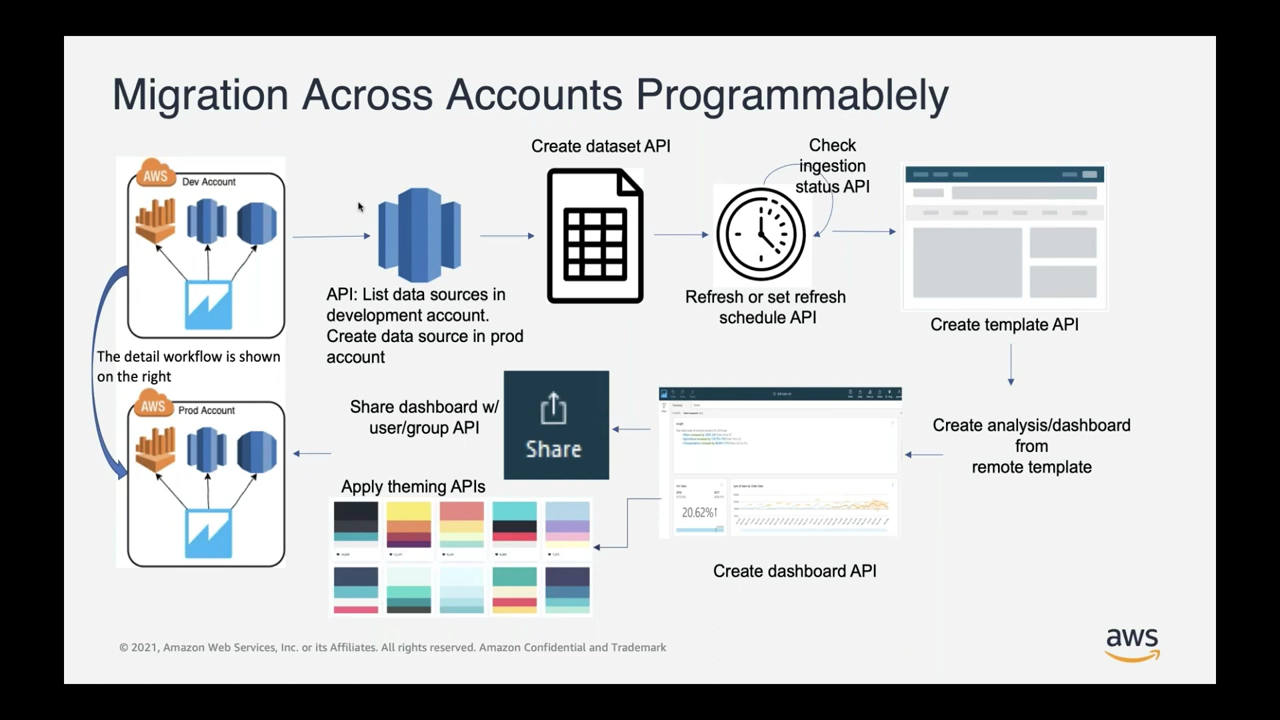 Migration Across Accounts Programmablely
AWS
Dev Account
The detail workflow is shown
on the right
AWS
Prod Account
API: List data sources in
development account.
Create data source in prod
account
Create dataset API
Check
ingestion
status API
Refresh or set refresh
schedule API
Create template API
Create analysis/dashboard
from
remote template
20.62%↑
Create dashboard API
Share dashboard w/
user/group API
Share
Apply theming APIs
© 2021, Amazon Web Services, Inc. or its Affiliates. All rights reserved. Amazon Confidential and Trademark
aws